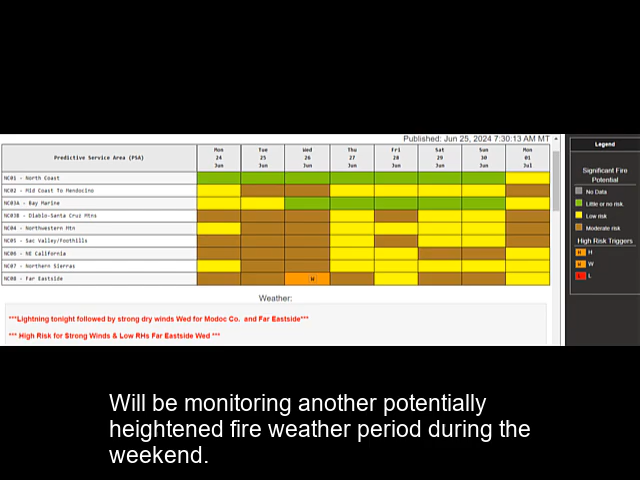 Published: Jun 25, 2024 7:30:13 AM MT
Predictive Service Area (PSA)
Mon 24 Jun
Tue 25 Jun
Wed 26 Jun
Thu 27 Jun
Fri 28 Jun
Sat 29 Jun
Sun 30 Jun
Mon 01 Jul
NC01 - North Coast
NC02 - Mid Coast To Mendocino
NC03A - Bay Marine
NC03B - Diablo-Santa Cruz Mtns
NC04 - Northwestern Mtn
NC05 - Sac Valley/Foothills
NC06 - NE California
NC07 - Northern Sierras
NC08 - Far Eastside
W
Legend
Significant Fire
Potential
No Data
Little or no risk.
Low risk
Moderate risk
High Risk Triggers
H H
W W
L L
Weather:
***Lightning tonight followed by strong dry winds Wed for Modoc Co. and Far Eastside***
*** High Risk for Strong Winds & Low RHs Far Eastside Wed ***
Will be monitoring another potentially
heightened fire weather period during the
weekend.